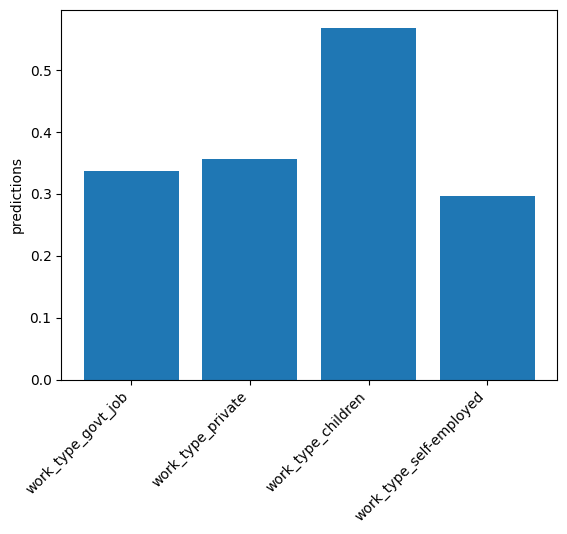 predictions
0.5
0.4
0.3
0.2
0.1
0.0
work_type_govt_job
work_type_private
work_type_children
work_type_self-employed